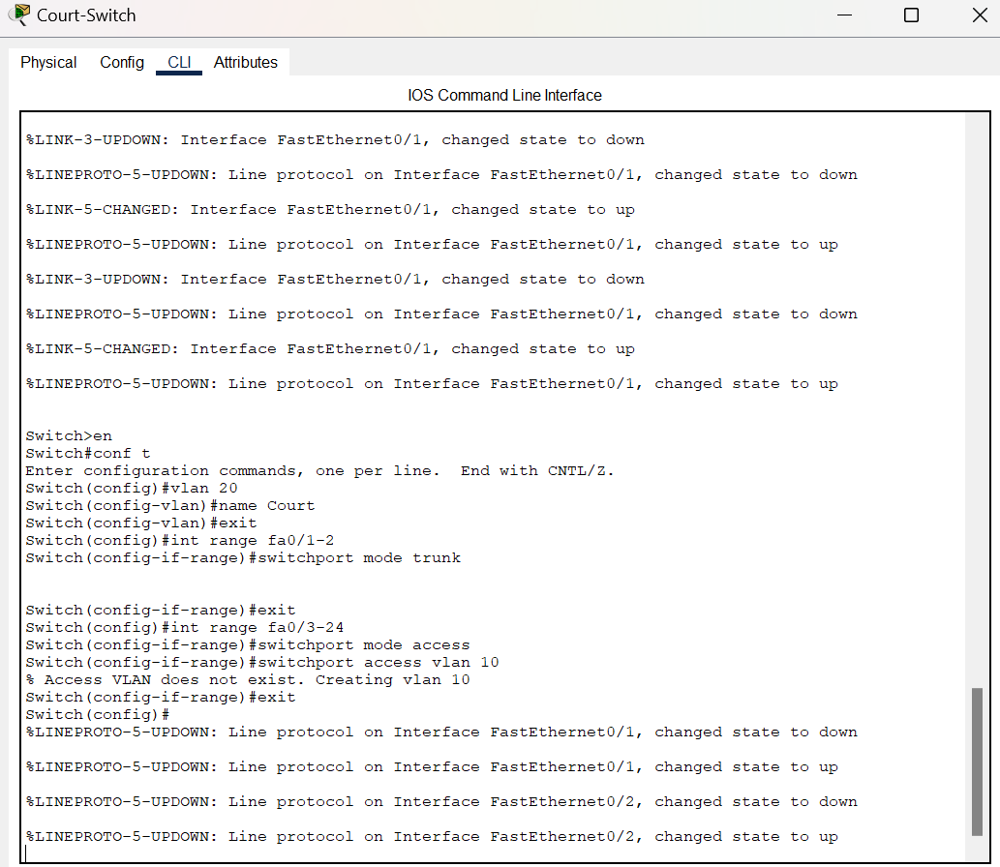 Court-Switch
Physical Config CLI Attributes
IOS Command Line Interface
%LINK-3-UPDOWN: Interface FastEthernet0/1, changed state to down
%LINEPROTO-5-UPDOWN: Line protocol on Interface FastEthernet0/1, changed state to down
%LINK-5-CHANGED: Interface FastEthernet0/1, changed state to up
%LINEPROTO-5-UPDOWN: Line protocol on Interface FastEthernet0/1, changed state to up
%LINK-3-UPDOWN: Interface FastEthernet0/1, changed state to down
%LINEPROTO-5-UPDOWN: Line protocol on Interface FastEthernet0/1, changed state to down
%LINK-5-CHANGED: Interface FastEthernet0/1, changed state to up
%LINEPROTO-5-UPDOWN: Line protocol on Interface FastEthernet0/1, changed state to up
Switch>en
Switch#conf t
Enter configuration commands, one per line.  End with CNTL/Z.
Switch(config)#vlan 20
Switch(config-vlan)#name Court
Switch(config-vlan)#exit
Switch(config)#int range fa0/1-2
Switch(config-if-range)#switchport mode trunk
Switch(config-if-range)#exit
Switch(config)#int range fa0/3-24
Switch(config-if-range)#switchport mode access
Switch(config-if-range)#switchport access vlan 10
% Access VLAN does not exist. Creating vlan 10
Switch(config-if-range)#exit
Switch(config)#
%LINEPROTO-5-UPDOWN: Line protocol on Interface FastEthernet0/1, changed state to down
%LINEPROTO-5-UPDOWN: Line protocol on Interface FastEthernet0/1, changed state to up
%LINEPROTO-5-UPDOWN: Line protocol on Interface FastEthernet0/2, changed state to down
%LINEPROTO-5-UPDOWN: Line protocol on Interface FastEthernet0/2, changed state to up